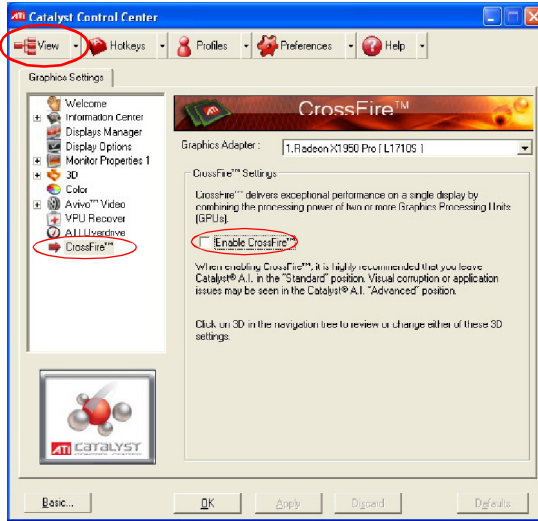 ATI Catalyst Control Center
View Hotkeys Profiles Preferences Help
Graphics Settings
Welcome
Information Center
Displays Manager
Display Options
Monitor Properties 1
3D
Color
Avivo™ Video
VPU Recover
ATI Overdrive
CrossFire™
CrossFire™
Graphics Adapter :
1.Radeon X1950 Pro [ L1710S ]
CrossFire™ Settings
CrossFire™ delivers exceptional performance on a single display by
combining the processing power of two or more Graphics Processing Units
(GPUs).
Enable CrossFire™
When enabling CrossFire™, it is highly recommended that you leave
Catalyst® A.I. in the "Standard" position. Visual corruption or application
issues may be seen in the Catalyst® A.I. "Advanced" position.
Click on 3D in the navigation tree to review or change either of these 3D
settings.
ATI CATALYST
Basic...
OK
Apply
Discard
Defaults